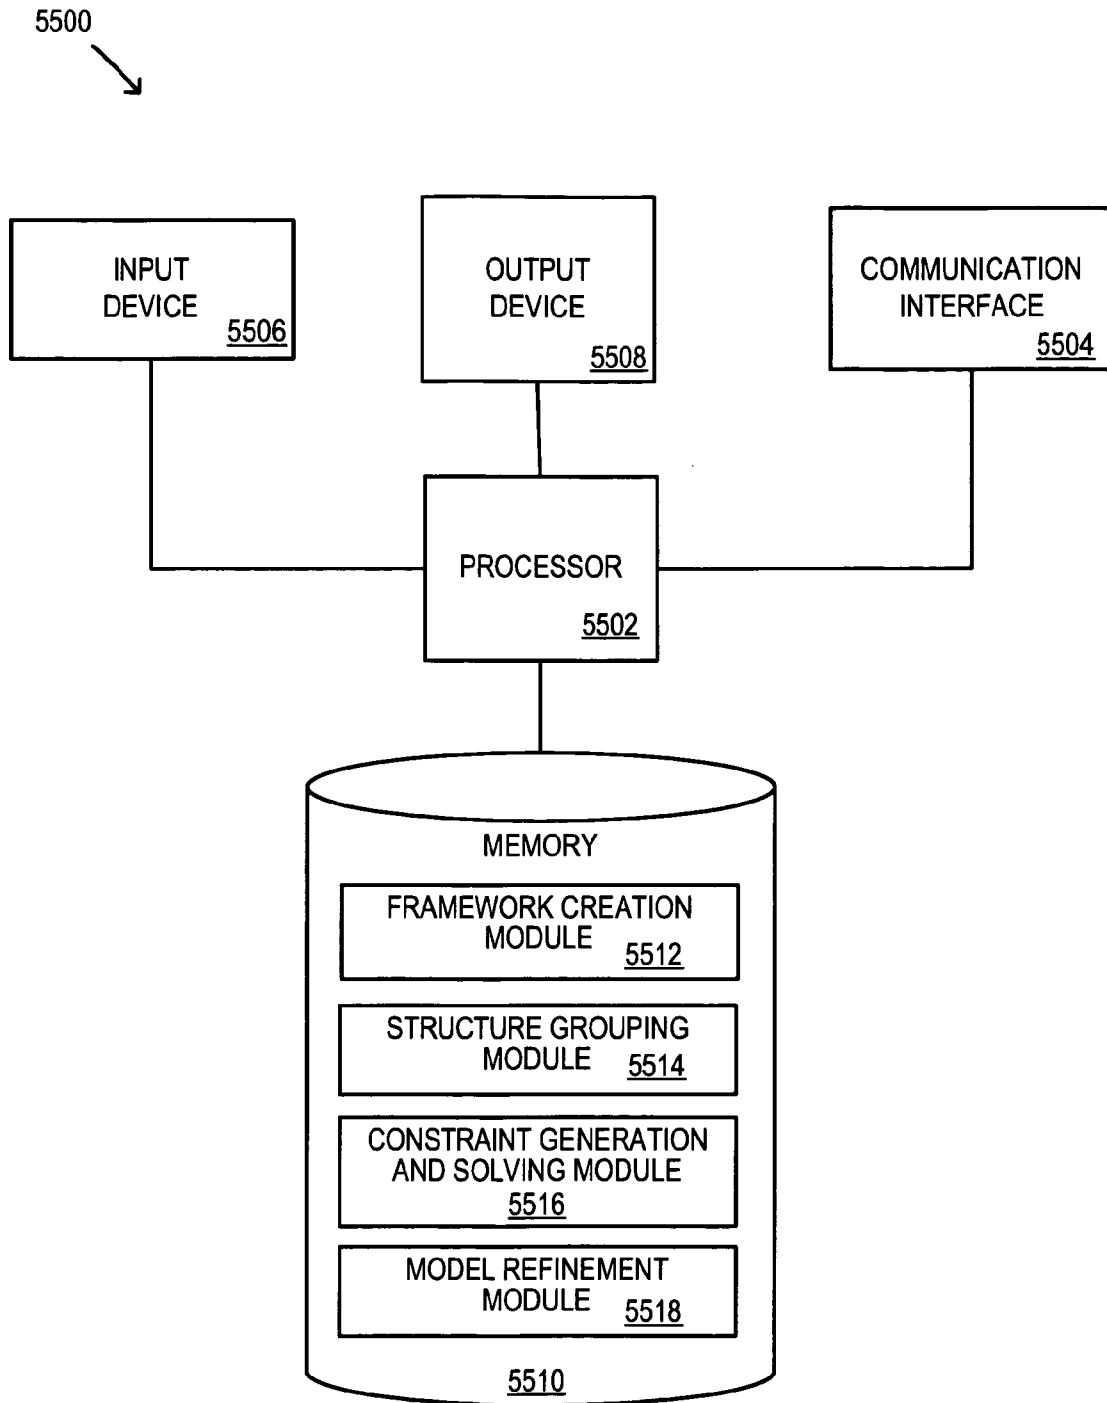 5500
INPUT
DEVICE
5506
OUTPUT
DEVICE
5508
COMMUNICATION
INTERFACE
5504
PROCESSOR
5502
MEMORY
FRAMEWORK CREATION
MODULE 5512
STRUCTURE GROUPING
MODULE 5514
CONSTRAINT GENERATION
AND SOLVING MODULE
5516
MODEL REFINEMENT
MODULE 5518
5510